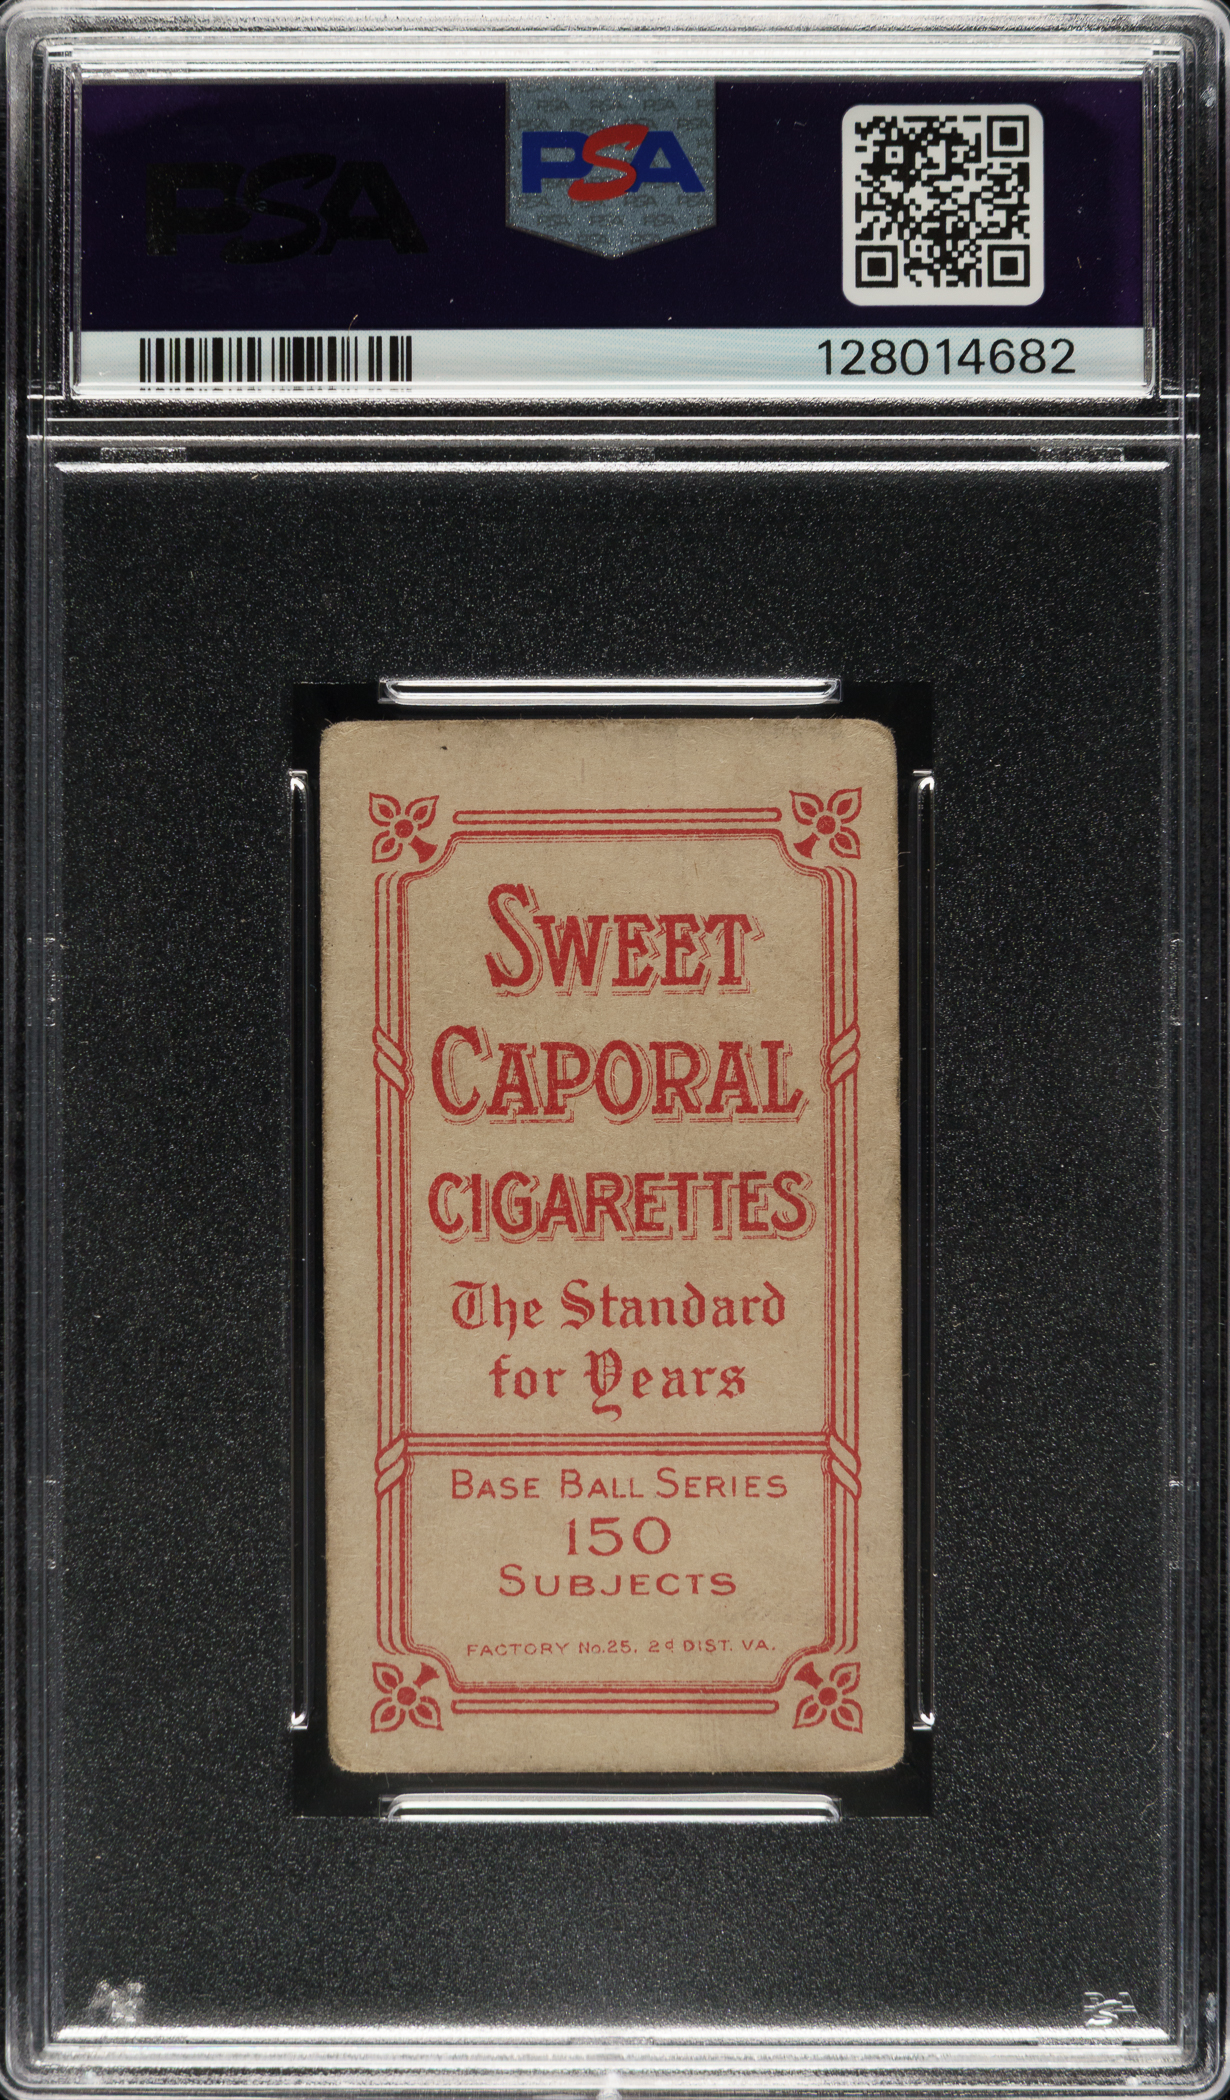 PSA
PSA
128014682
SWEET
CAPORAL
CIGARETTES
The Standard
for Years
BASE BALL SERIES
150
SUBJECTS
FACTORY No. 25. 2d DIST. VA.
PSA